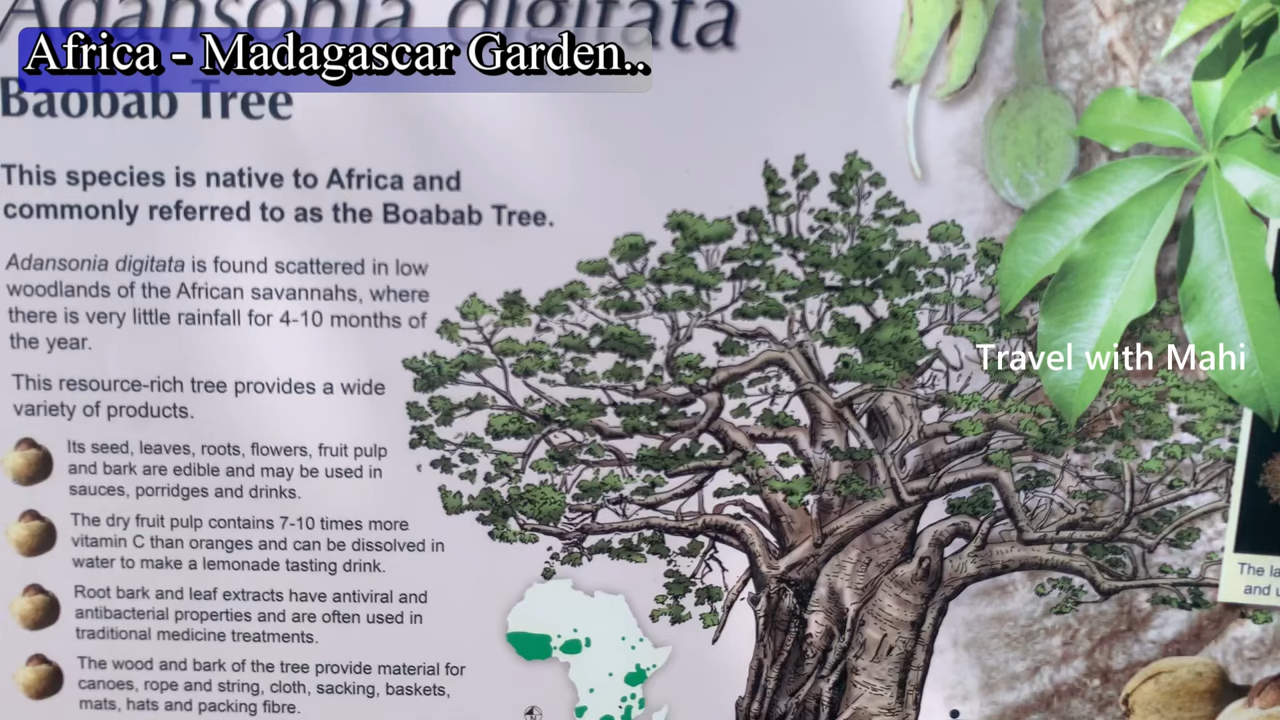 Adansonia digitata
Africa - Madagascar Garden..
Baobab Tree
This species is native to Africa and
commonly referred to as the Boabab Tree.
Adansonia digitata is found scattered in low
woodlands of the African savannahs, where
there is very little rainfall for 4-10 months of
the year.
This resource-rich tree provides a wide
variety of products.
Its seed, leaves, roots, flowers, fruit pulp
and bark are edible and may be used in
sauces, porridges and drinks.
The dry fruit pulp contains 7-10 times more
vitamin C than oranges and can be dissolved in
water to make a lemonade tasting drink.
Root bark and leaf extracts have antiviral and
antibacterial properties and are often used in
traditional medicine treatments.
The wood and bark of the tree provide material for
canoes, rope and string, cloth, sacking, baskets,
mats, hats and packing fibre.
Travel with Mahi
The
and
N